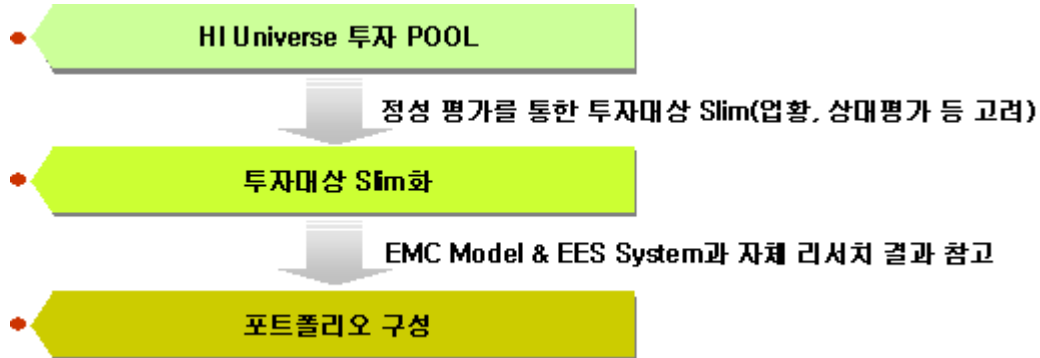 HI Universe 투자 POOL
정성 평가를 통한 투자대상 Slim(업황, 상대평가 등 고려)
투자대상 Slim화
EMC Model & EES System과 자체 리서치 결과 참고
포트폴리오 구성